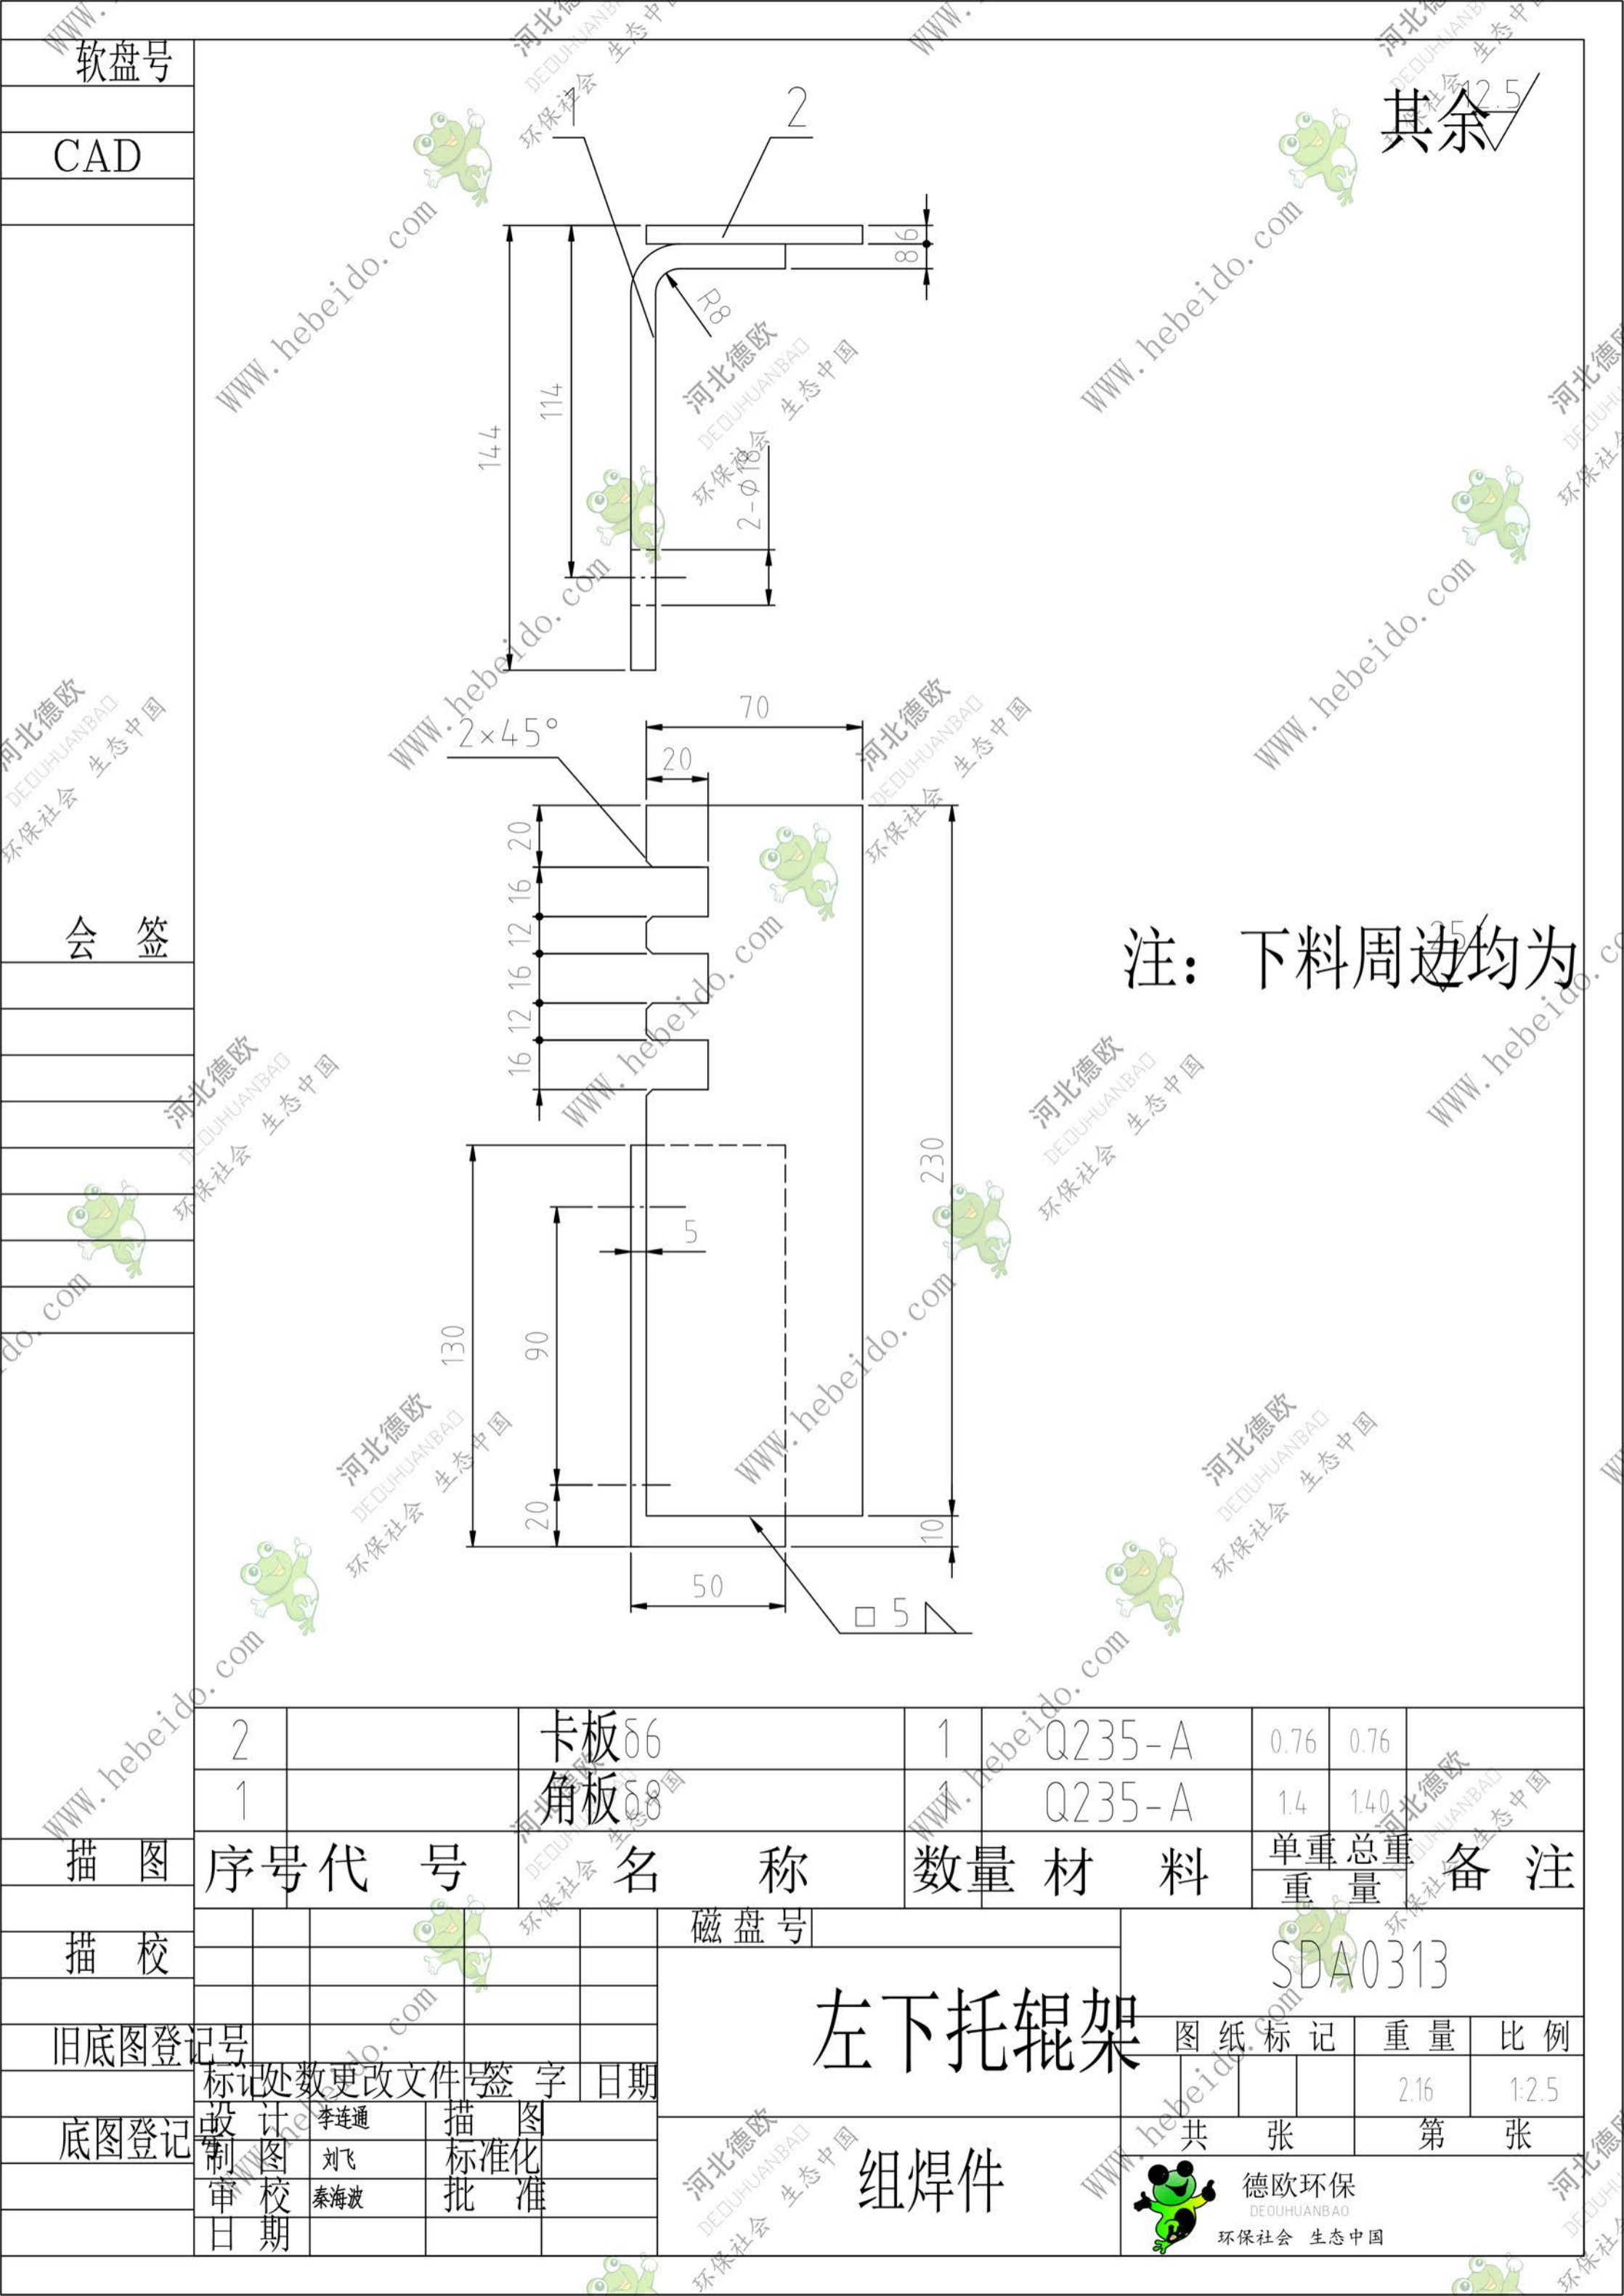 软盘号
CAD
会 签
描 图
描 校
旧底图登记号
底图登记号
其余 12.5
1
2
86
R8
114
144
2-φ18
70
2×45°
20
20
16
12
16
12
16
注：下料周边均为 25
230
5
130
90
20
10
50
□ 5
2 卡板δ6 1 Q235-A 0.76 0.76
1 角板δ8 1 Q235-A 1.4 1.40
序号 代 号 名 称 数量 材 料 单重 总重 备 注
重 量
磁盘号
SDA0313
左下托辊架
图纸标记 重量 比例
2.16 1:2.5
标记 处数 更改文件号 签 字 日期
设 计 李连通 描 图
共 张 第 张
制 图 刘飞 标准化
组焊件
审 校 秦海波 批 准
日 期
德欧环保
DEOUHUANBAO
环保社会 生态中国
河北德欧
DEOUHUANBAO
环保社会 生态中国
WWW.hebeido.com